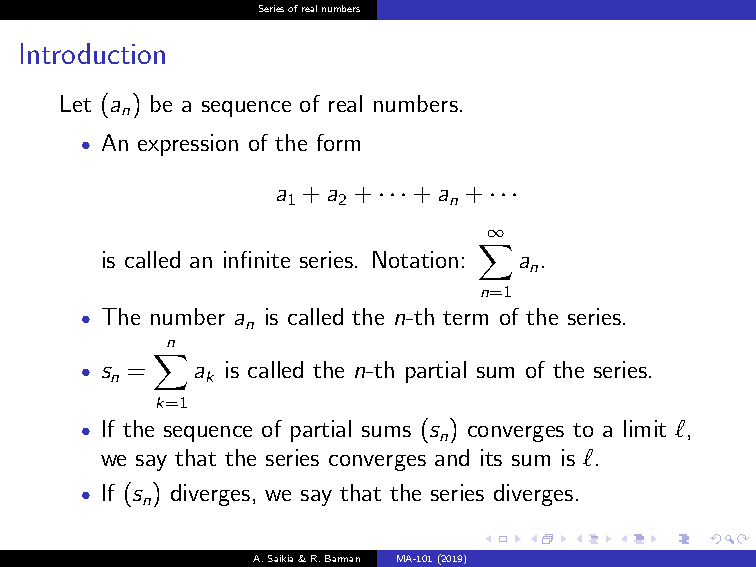 Series of real numbers
Introduction
Let (aₙ) be a sequence of real numbers.
• An expression of the form
a₁ + a₂ + ⋯ + aₙ + ⋯
is called an infinite series. Notation: ∑_{n=1}^{∞} aₙ.
• The number aₙ is called the n-th term of the series.
• sₙ = ∑_{k=1}^{n} aₖ is called the n-th partial sum of the series.
• If the sequence of partial sums (sₙ) converges to a limit ℓ,
we say that the series converges and its sum is ℓ.
• If (sₙ) diverges, we say that the series diverges.
A. Saikia & R. Barman MA-101 (2019)